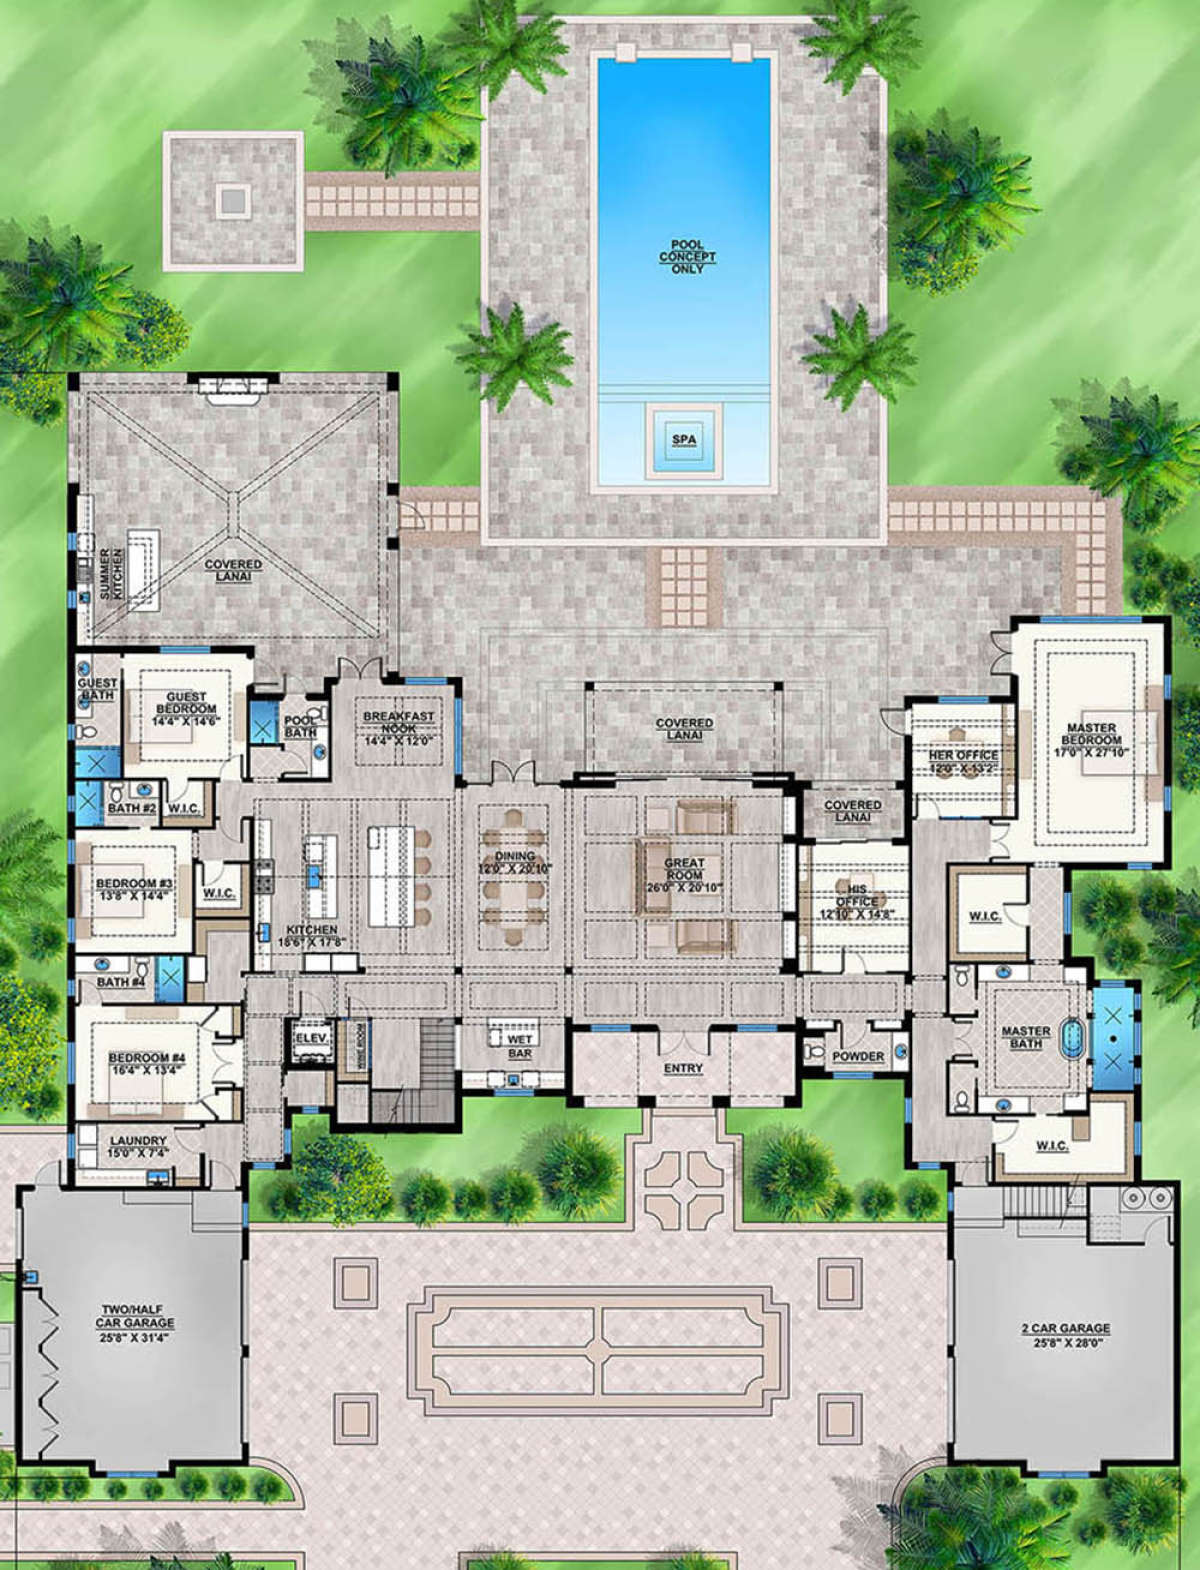 POOL
CONCEPT
ONLY
SPA
SUMMER
KITCHEN
COVERED
LANAI
GUEST
BATH
GUEST
BEDROOM
14'4" X 14'6"
POOL
BATH
BREAKFAST
NOOK
14'4" X 12'0"
COVERED
LANAI
HER OFFICE
12'0" X 13'2"
MASTER
BEDROOM
17'0" X 27'10"
BATH #2
W.I.C.
COVERED
LANAI
BEDROOM #3
13'8" X 14'4"
W.I.C.
DINING
12'0" X 20'10"
GREAT
ROOM
26'0" X 20'10"
HIS
OFFICE
12'10" X 14'8"
W.I.C.
KITCHEN
18'6" X 17'8"
BATH #4
BEDROOM #4
16'4" X 13'4"
ELEV.
WINE ROOM
WET
BAR
ENTRY
POWDER
MASTER
BATH
LAUNDRY
15'0" X 7'4"
W.I.C.
TWO/HALF
CAR GARAGE
25'8" X 31'4"
2 CAR GARAGE
25'8" X 28'0"